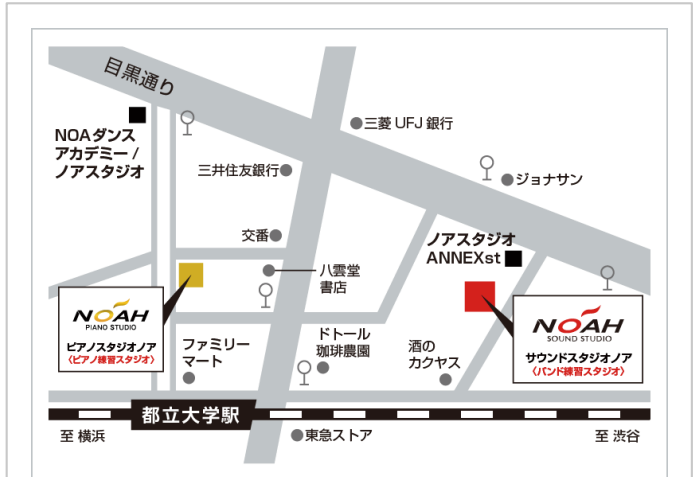 目黒通り
三菱UFJ銀行
NOAダンス
アカデミー/
ノアスタジオ
三井住友銀行
ジョナサン
交番
ノアスタジオ
ANNEXst
八雲堂
書店
NOAH
PIANO STUDIO
ピアノスタジオノア
〈ピアノ練習スタジオ〉
NOAH
SOUND STUDIO
サウンドスタジオノア
〈バンド練習スタジオ〉
ファミリー
マート
ドトール
珈琲農園
酒の
カクヤス
都立大学駅
至 横浜
東急ストア
至 渋谷